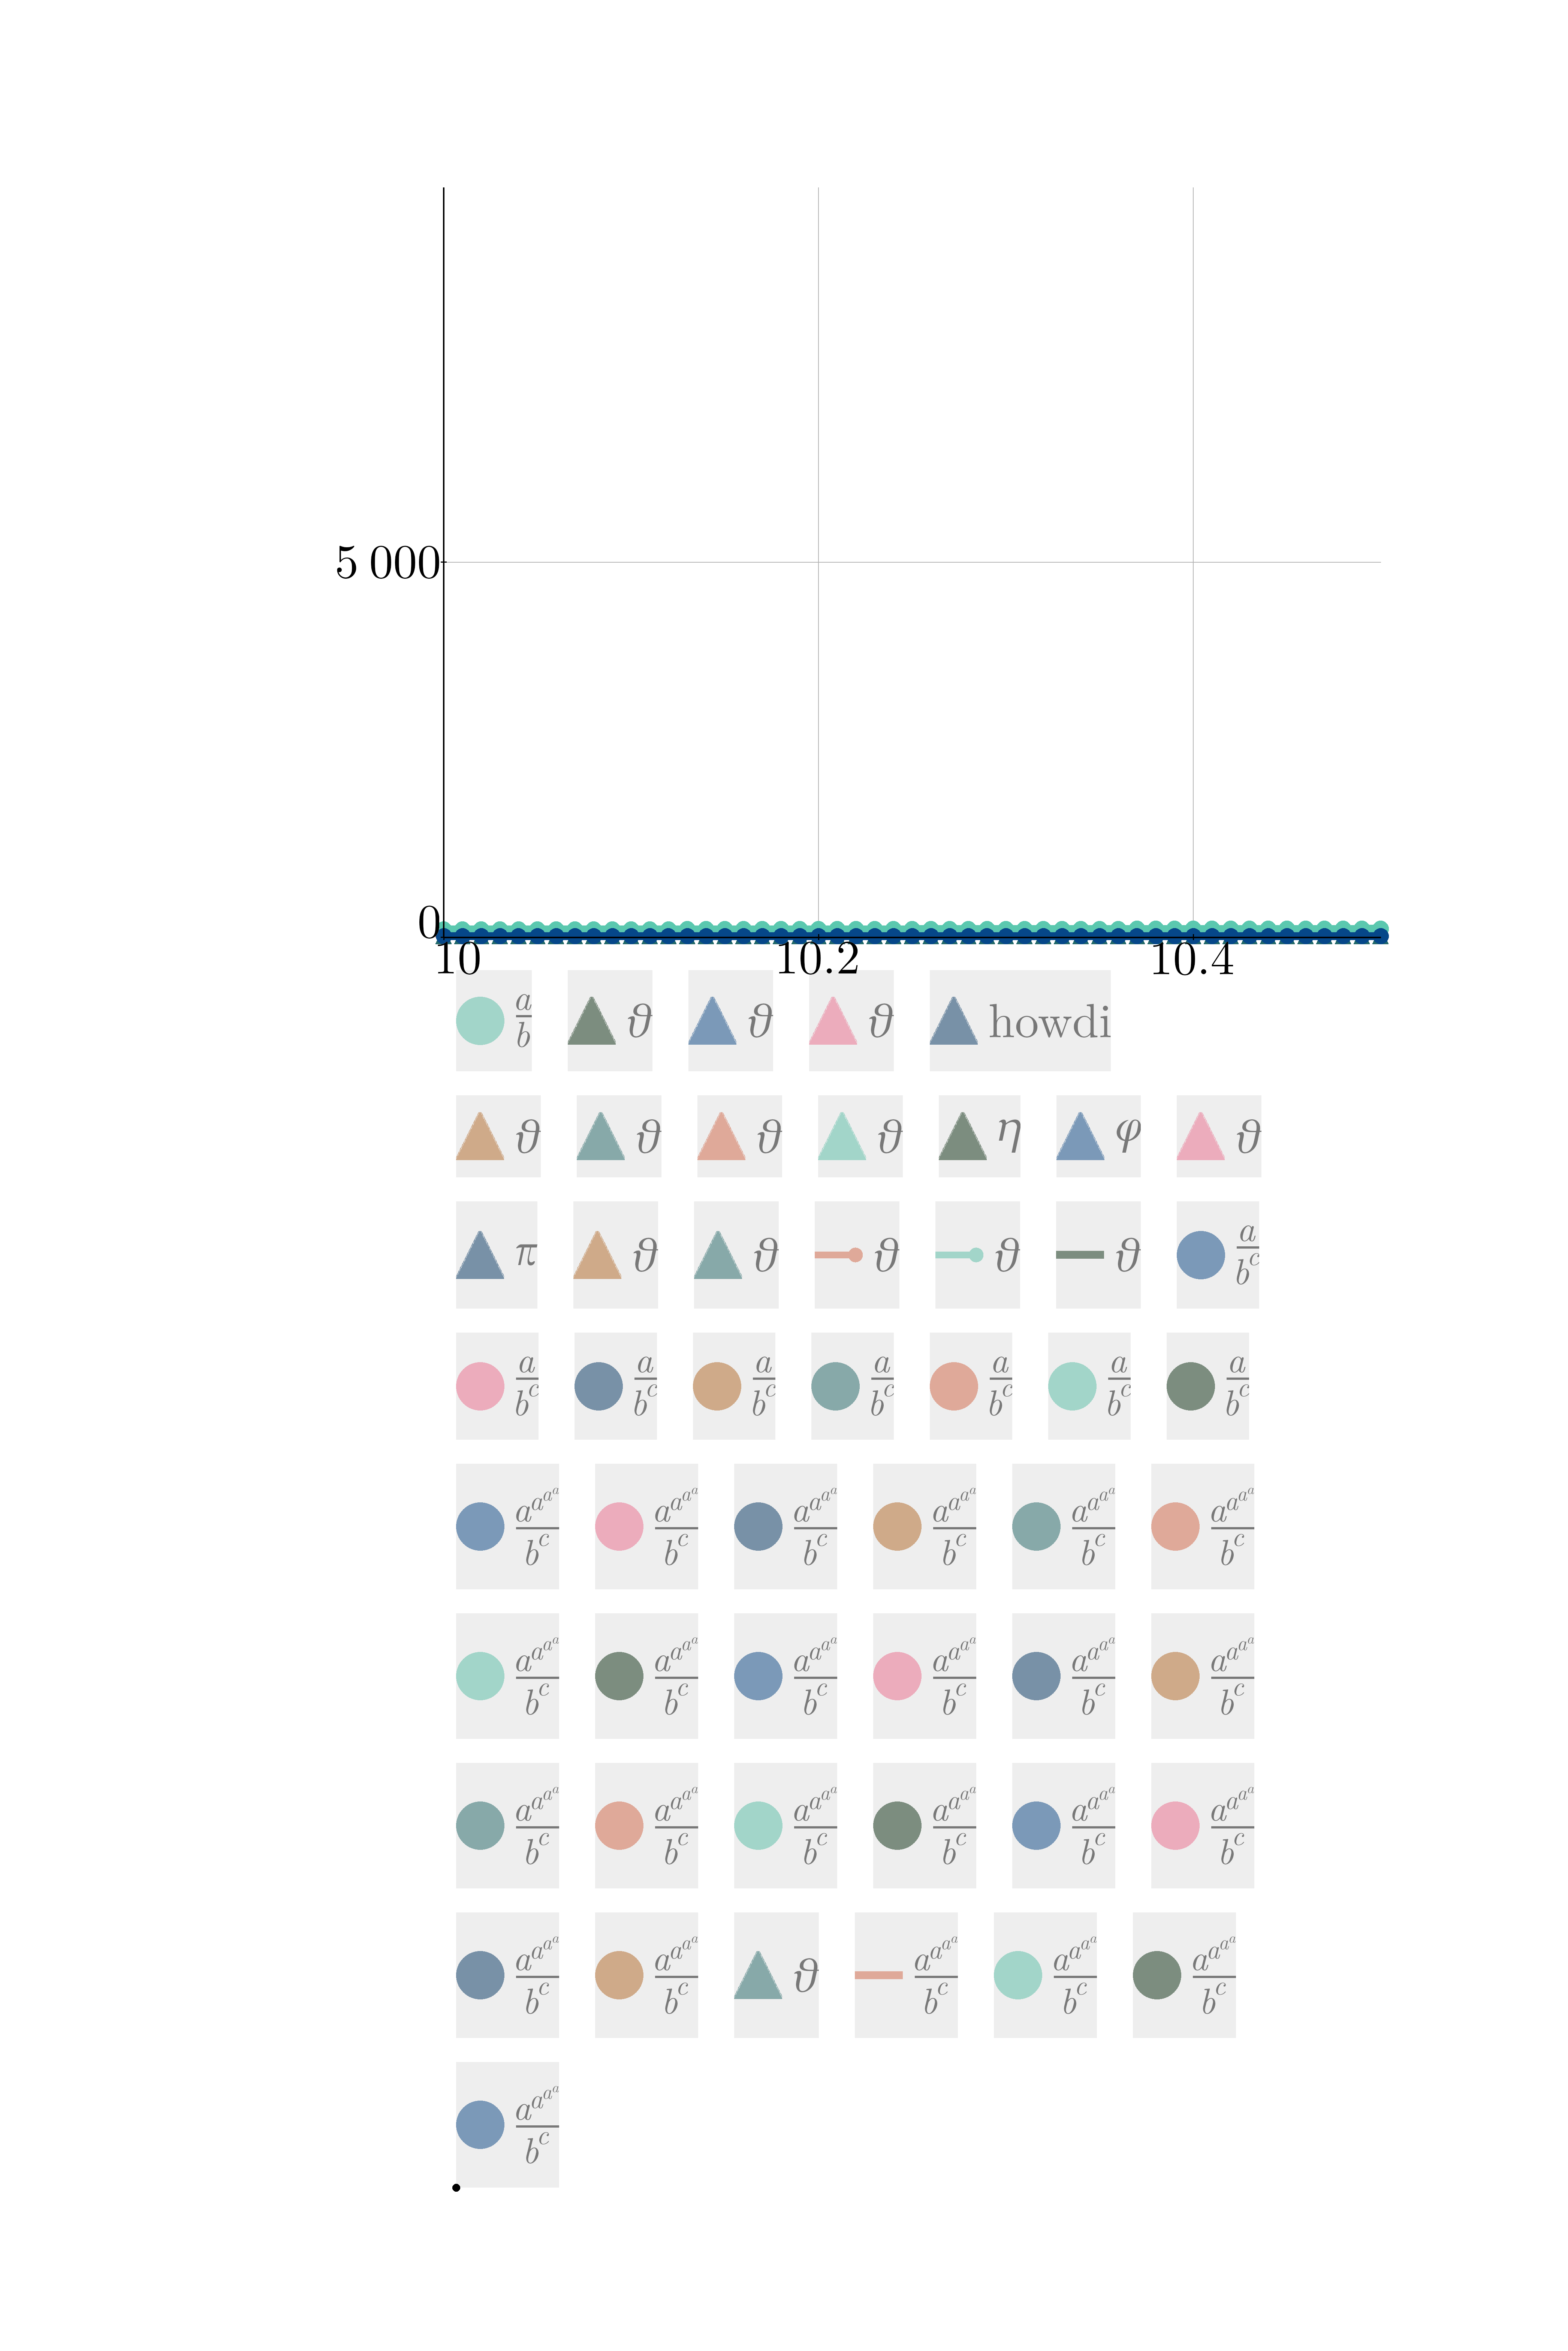 5 000
0
10 10.2 10.4
a/b ϑ ϑ ϑ howdi
ϑ ϑ ϑ ϑ η φ ϑ
π ϑ ϑ ϑ ϑ ϑ a/b^c
a/b^c a/b^c a/b^c a/b^c a/b^c a/b^c a/b^c
a^{a^{a^a}}/b^c a^{a^{a^a}}/b^c a^{a^{a^a}}/b^c a^{a^{a^a}}/b^c a^{a^{a^a}}/b^c a^{a^{a^a}}/b^c
a^{a^{a^a}}/b^c a^{a^{a^a}}/b^c a^{a^{a^a}}/b^c a^{a^{a^a}}/b^c a^{a^{a^a}}/b^c a^{a^{a^a}}/b^c
a^{a^{a^a}}/b^c a^{a^{a^a}}/b^c a^{a^{a^a}}/b^c a^{a^{a^a}}/b^c a^{a^{a^a}}/b^c a^{a^{a^a}}/b^c
a^{a^{a^a}}/b^c a^{a^{a^a}}/b^c ϑ a^{a^{a^a}}/b^c a^{a^{a^a}}/b^c a^{a^{a^a}}/b^c
a^{a^{a^a}}/b^c